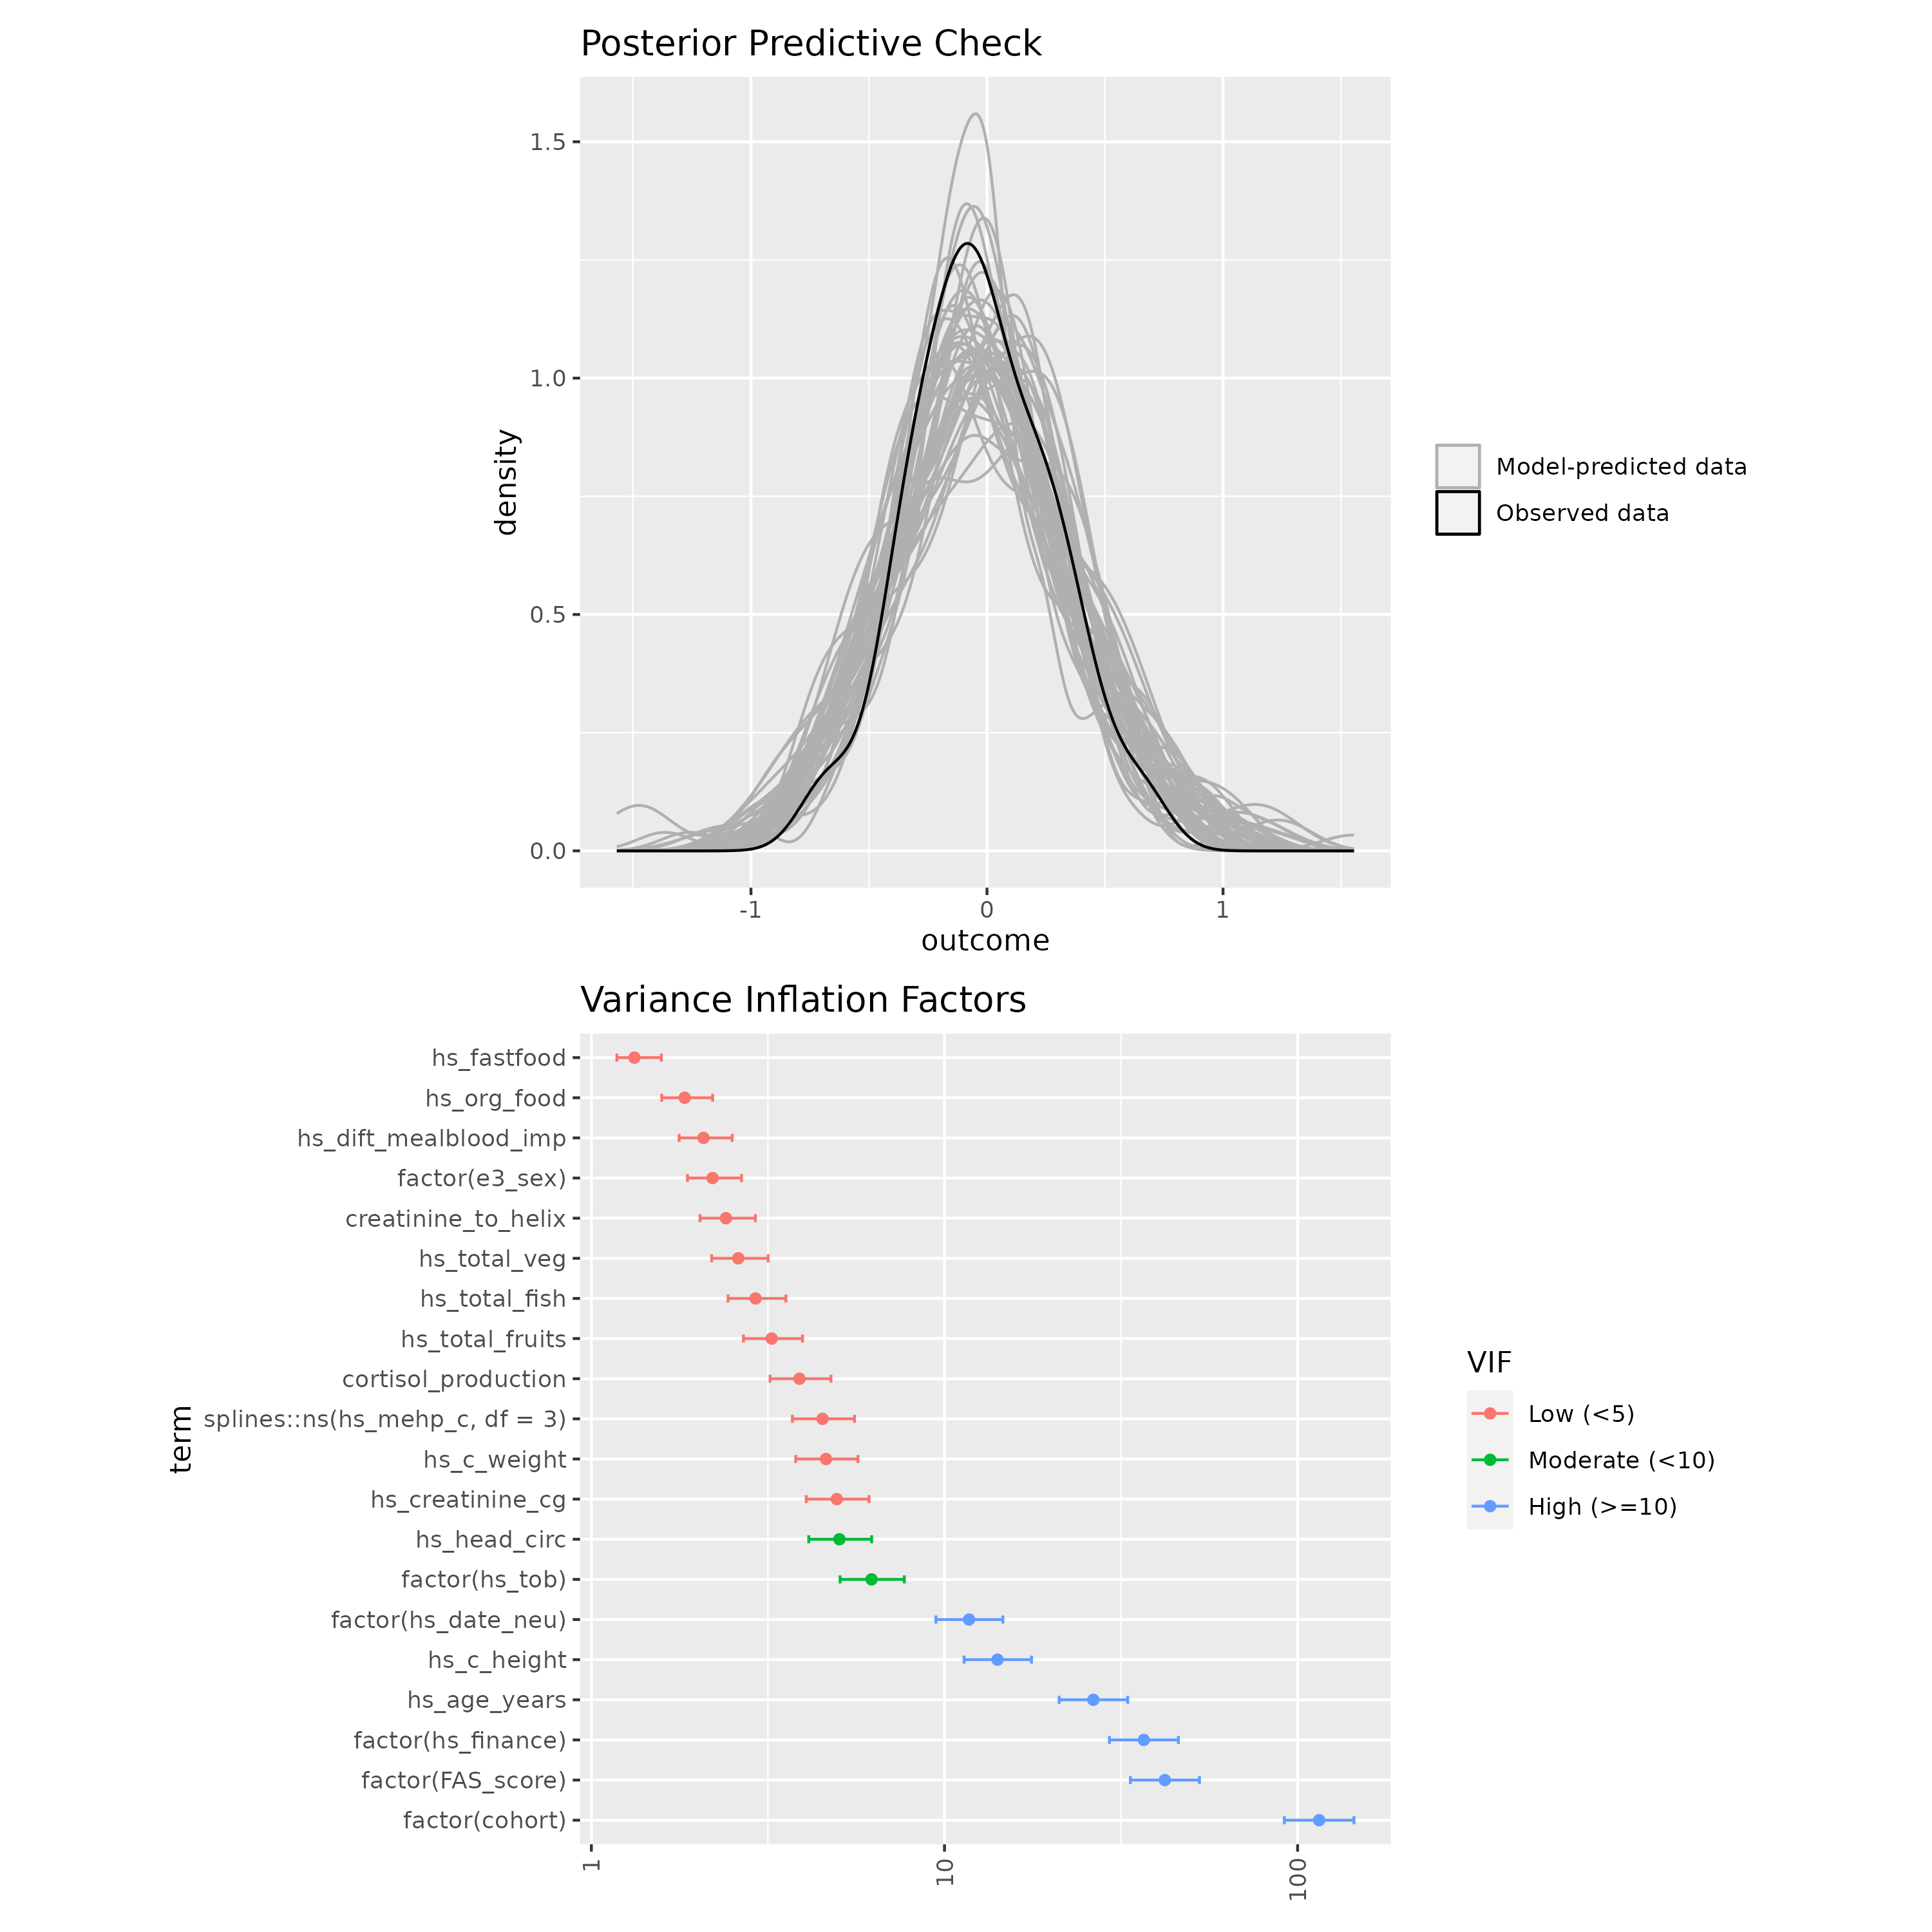 Posterior Predictive Check
1.5
1.0
0.5
0.0
density
-1
0
1
outcome
Model-predicted data
Observed data
Variance Inflation Factors
hs_fastfood
hs_org_food
hs_dift_mealblood_imp
factor(e3_sex)
creatinine_to_helix
hs_total_veg
hs_total_fish
hs_total_fruits
cortisol_production
splines::ns(hs_mehp_c, df = 3)
hs_c_weight
hs_creatinine_cg
hs_head_circ
factor(hs_tob)
factor(hs_date_neu)
hs_c_height
hs_age_years
factor(hs_finance)
factor(FAS_score)
factor(cohort)
term
1
10
100
VIF
Low (<5)
Moderate (<10)
High (>=10)